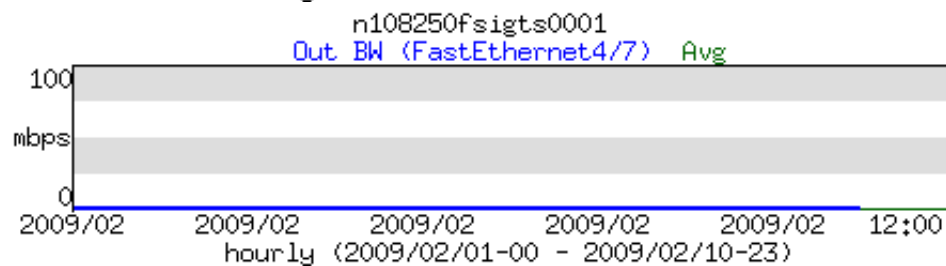 n108250fsigts0001
Out BW (FastEthernet4/7) Avg
100
mbps
0
2009/02 2009/02 2009/02 2009/02 2009/02 12:00
hourly (2009/02/01-00 - 2009/02/10-23)